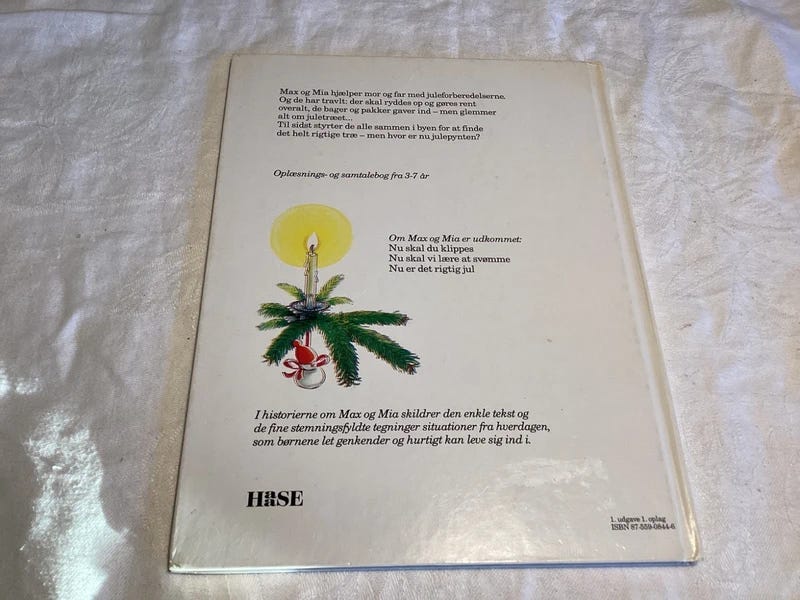 Max og Mia hjælper mor og far med juleforberedelserne.
Og de har travlt: der skal ryddes op og gøres rent
overalt, de bager og pakker gaver ind – men glemmer
alt om juletræet...
Til sidst styrter de alle sammen i byen for at finde
det helt rigtige træ – men hvor er nu julepynten?
Oplæsnings- og samtalebog fra 3-7 år
Om Max og Mia er udkommet:
Nu skal du klippes
Nu skal vi lære at svømme
Nu er det rigtig jul
I historierne om Max og Mia skildrer den enkle tekst og
de fine stemningsfyldte tegninger situationer fra hverdagen,
som børnene let genkender og hurtigt kan leve sig ind i.
HaaSE
1. udgave 1. oplag
ISBN 87-559-0844-6